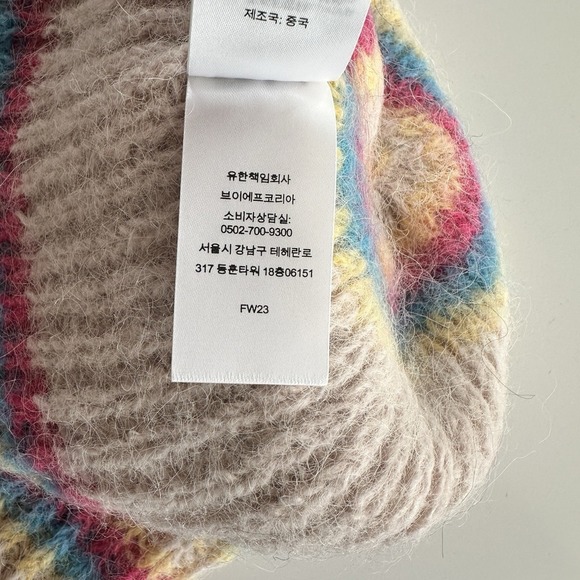 제조국: 중국
유한책임회사
브이에프코리아
소비자상담실:
0502-700-9300
서울시 강남구 테헤란로
317 동훈타워 18층06151
FW23